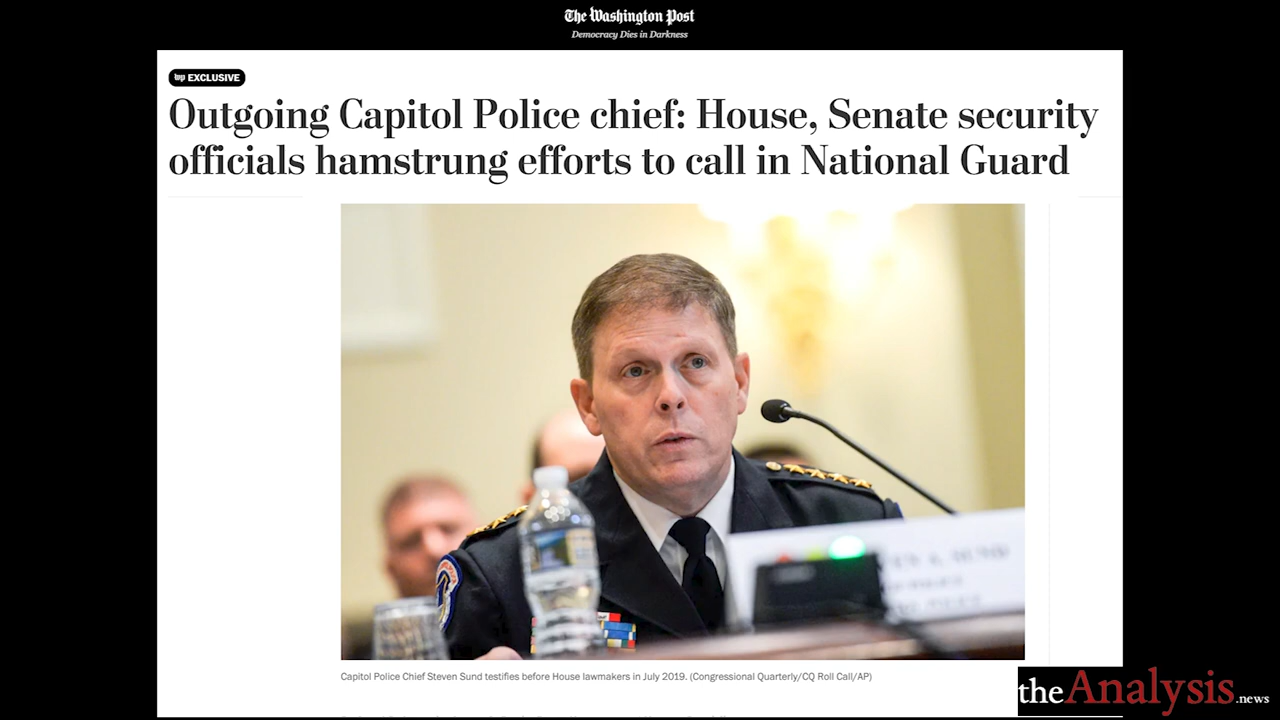 The Washington Post
Democracy Dies in Darkness
wp EXCLUSIVE
Outgoing Capitol Police chief: House, Senate security
officials hamstrung efforts to call in National Guard
Capitol Police Chief Steven Sund testifies before House lawmakers in July 2019. (Congressional Quarterly/CQ Roll Call/AP)
theAnalysis.news